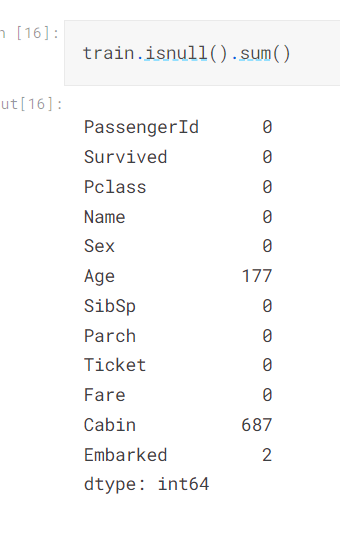 n [16]:
train.isnull().sum()
ut[16]:
PassengerId 0
Survived 0
Pclass 0
Name 0
Sex 0
Age 177
SibSp 0
Parch 0
Ticket 0
Fare 0
Cabin 687
Embarked 2
dtype: int64